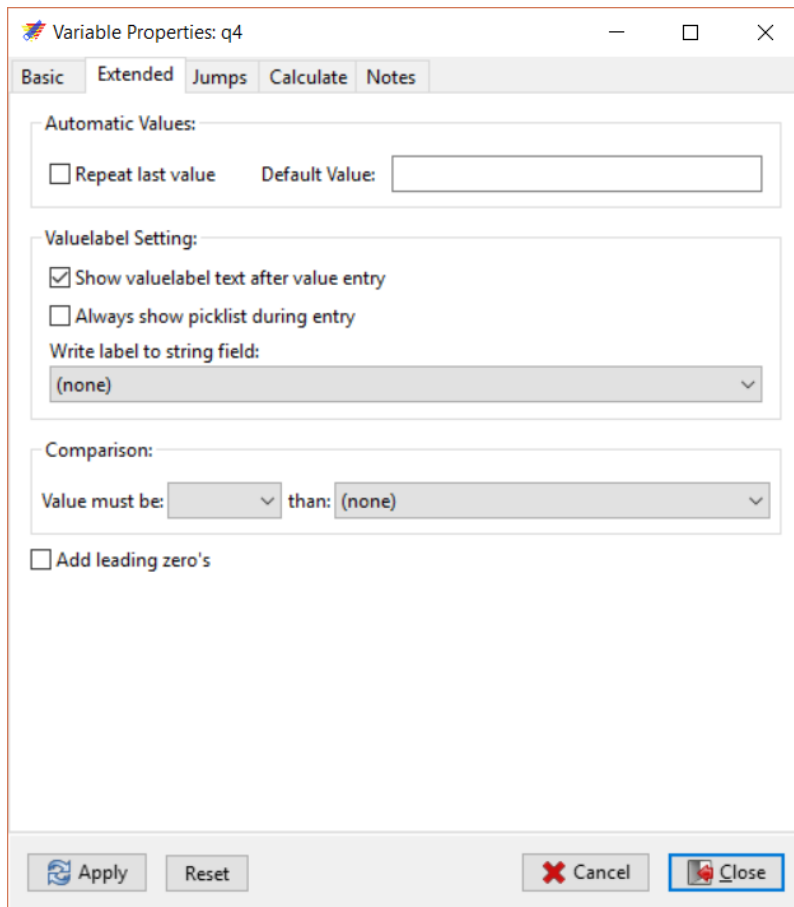 Variable Properties: q4
Basic Extended Jumps Calculate Notes
Automatic Values:
Repeat last value Default Value:
Valuelabel Setting:
Show valuelabel text after value entry
Always show picklist during entry
Write label to string field:
(none)
Comparison:
Value must be: than: (none)
Add leading zero's
Apply Reset Cancel Close